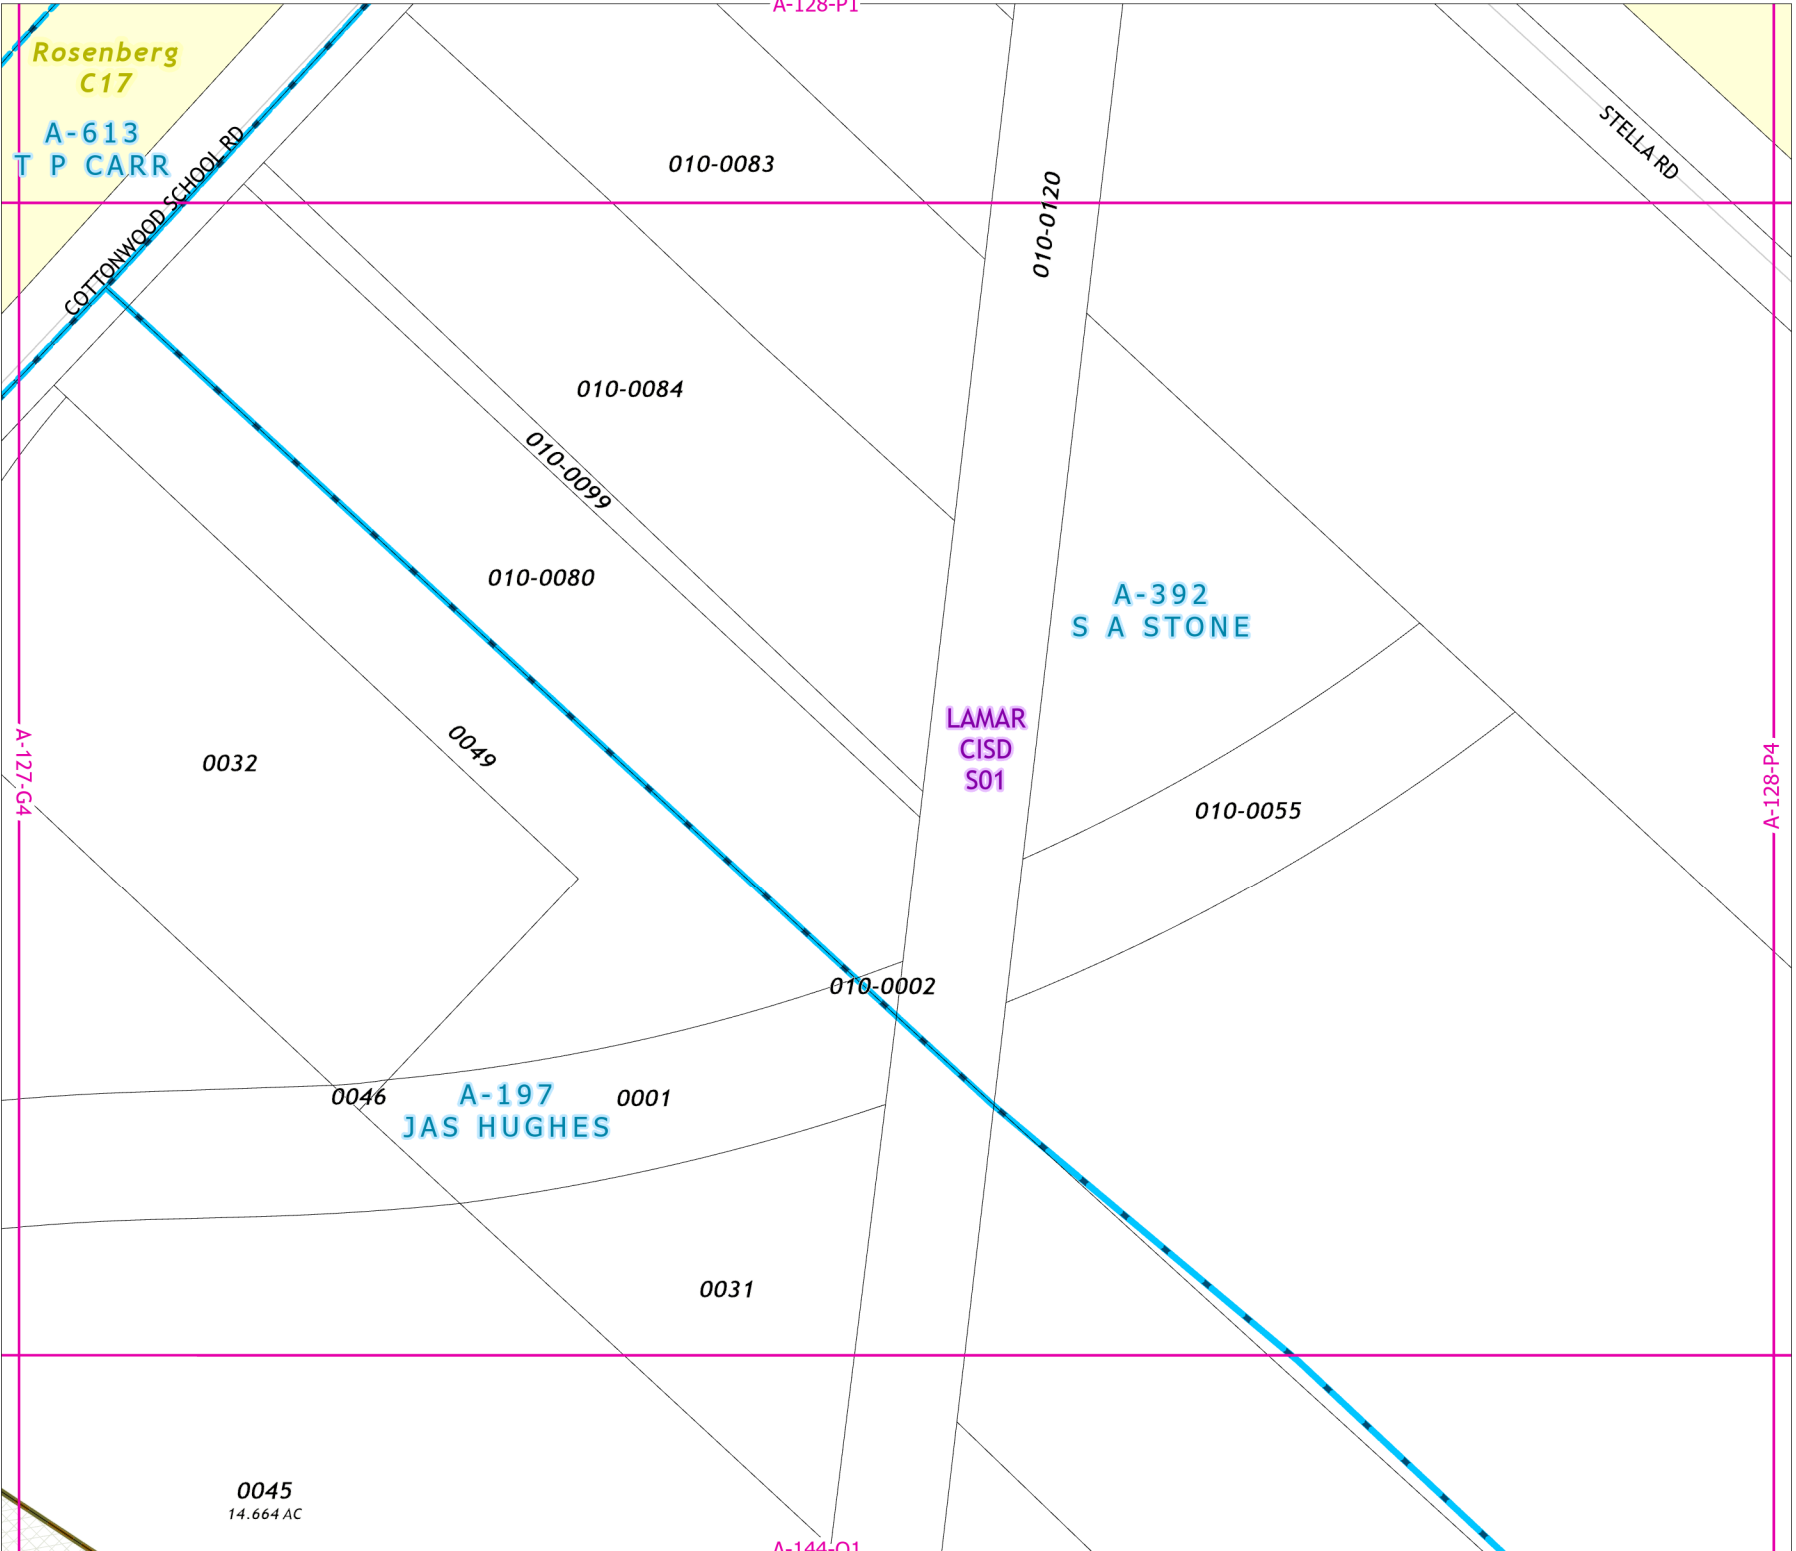 A-128-P1
Rosenberg
C17
A-613
T P CARR
COTTONWOOD SCHOOL RD
STELLA RD
010-0083
010-0120
010-0084
010-0099
010-0080
A-392
S A STONE
LAMAR
CISD
S01
0049
0032
A-127-G4
A-128-P4
010-0055
010-0002
0046
A-197
JAS HUGHES
0001
0031
0045
14.664 AC
A-144-Q1